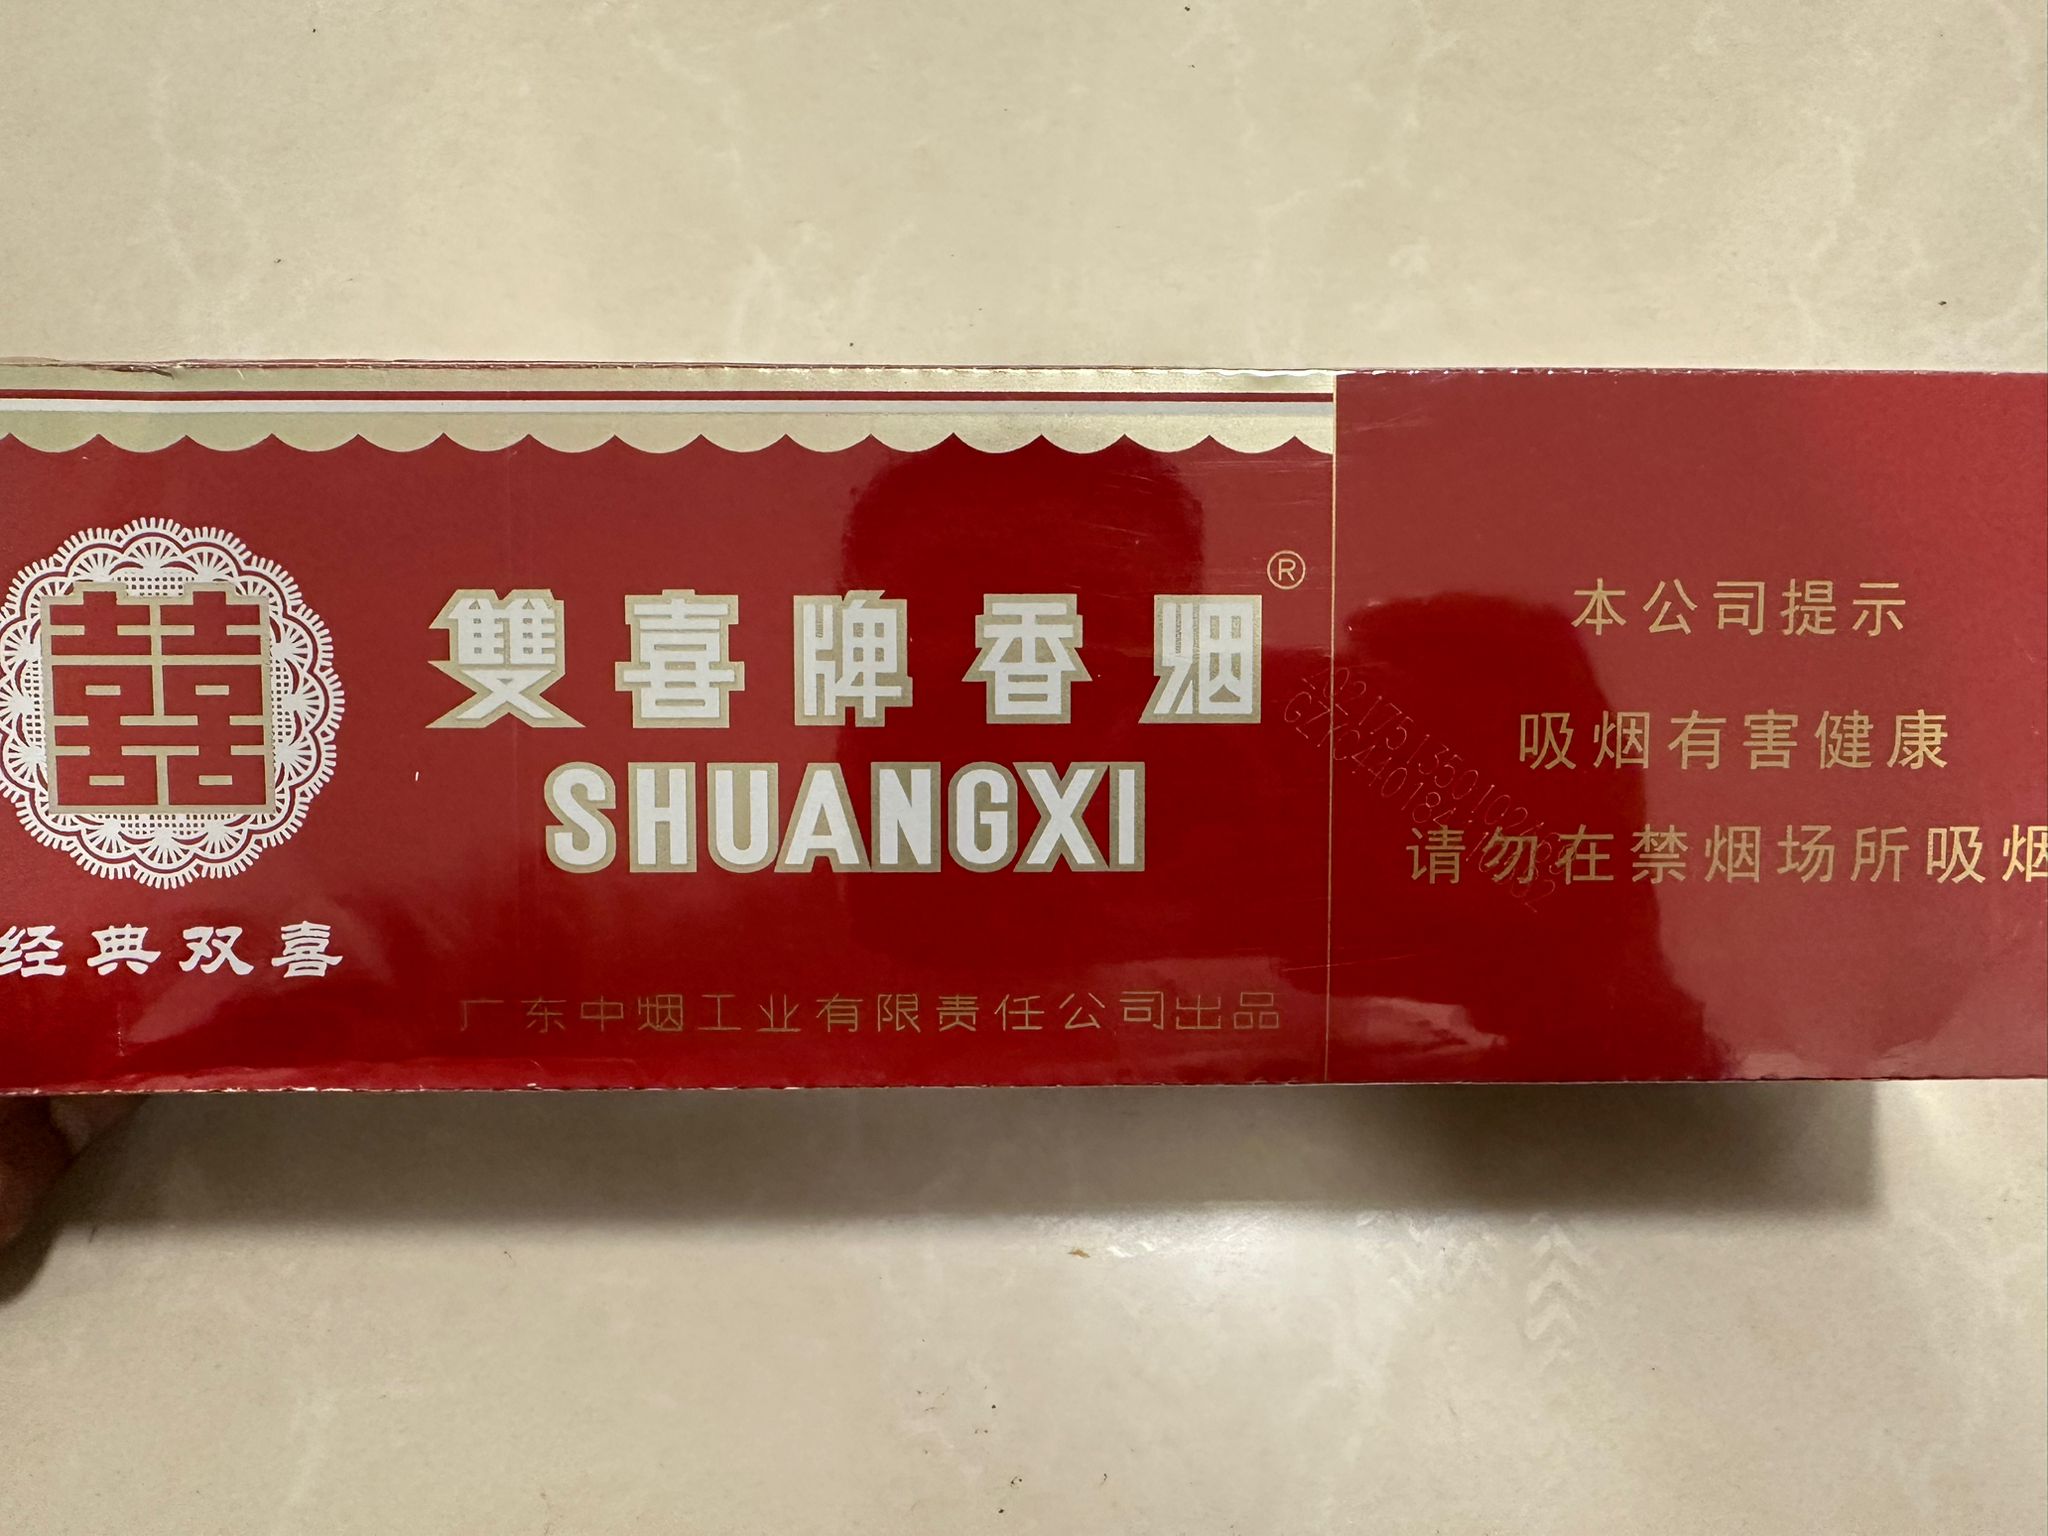 雙喜牌香烟®
SHUANGXI
经典双喜
广东中烟工业有限责任公司出品
本公司提示
吸烟有害健康
请勿在禁烟场所吸烟